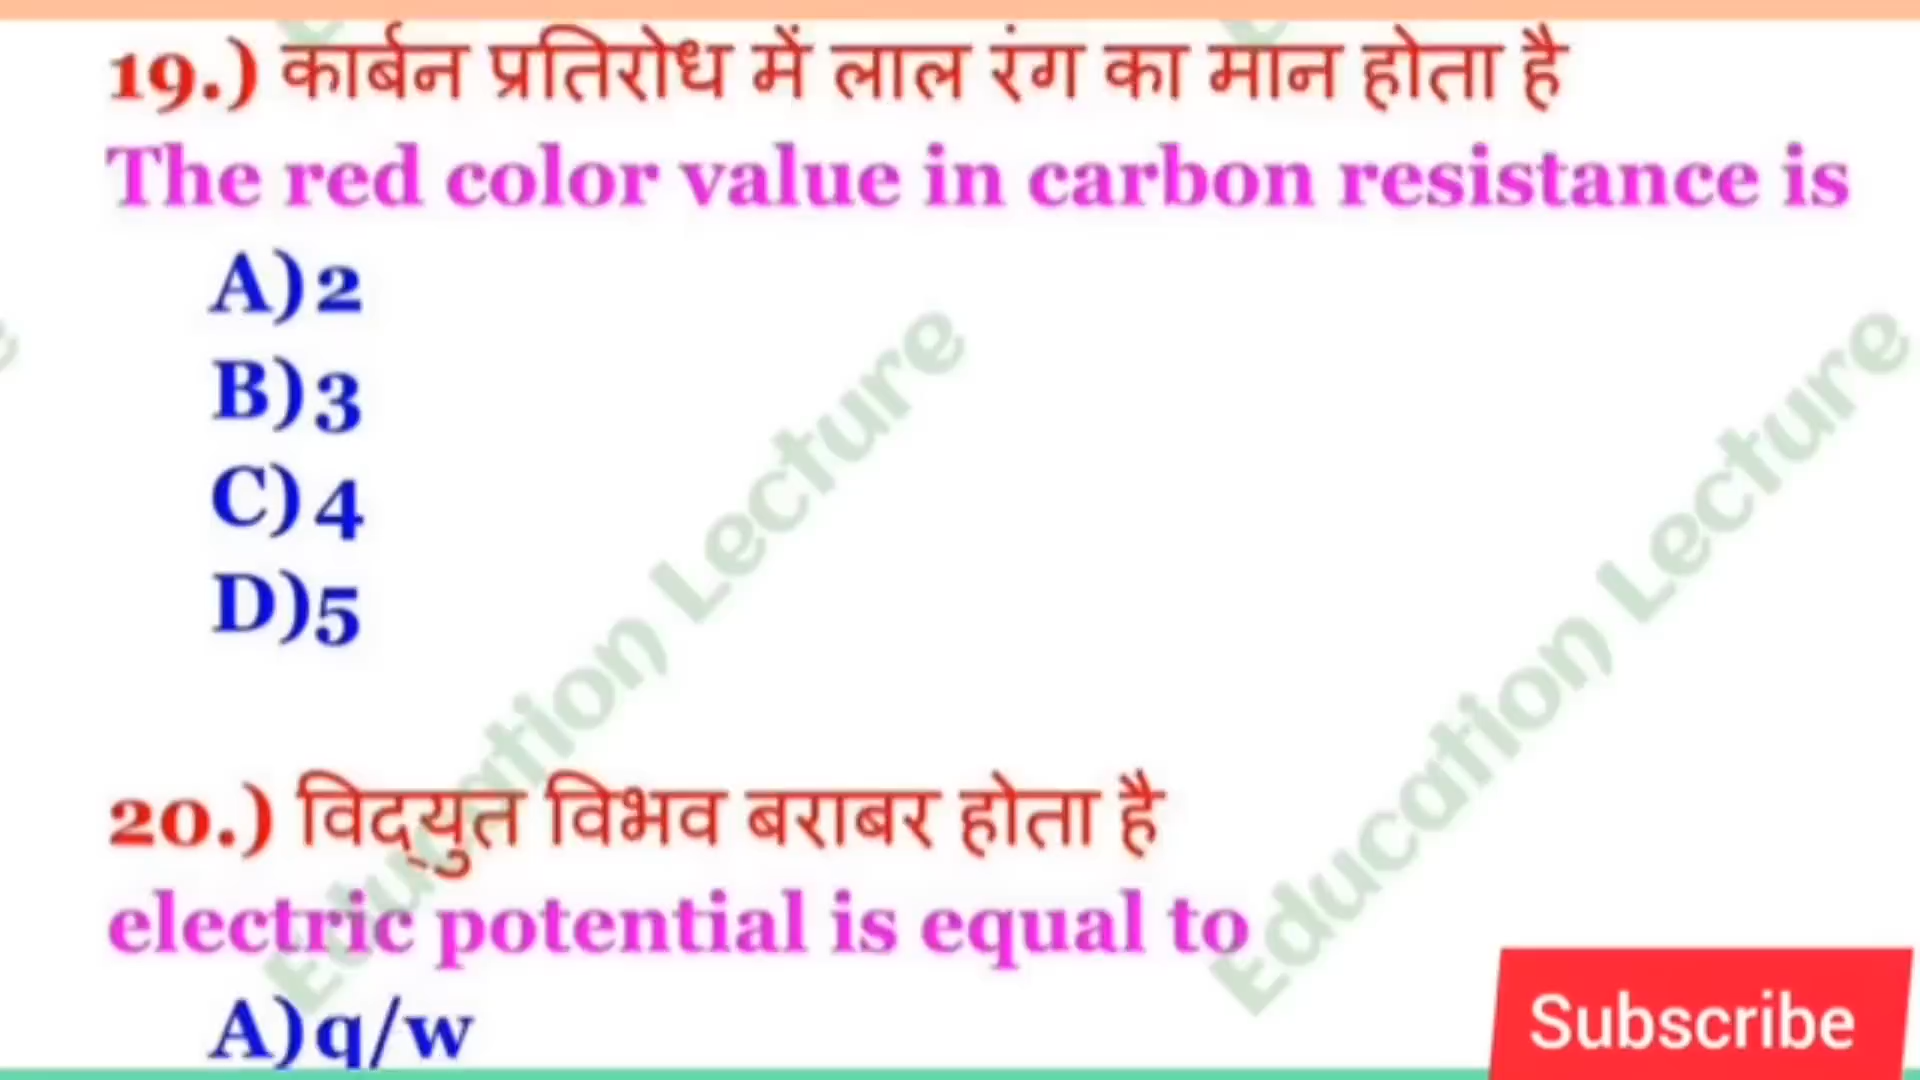 19.) कार्बन प्रतिरोध में लाल रंग का मान होता है
The red color value in carbon resistance is
A)2
B)3
C)4
D)5
20.) विद्युत विभव बराबर होता है
electric potential is equal to
A)q/w
Subscribe
Education Lecture
Education Lecture